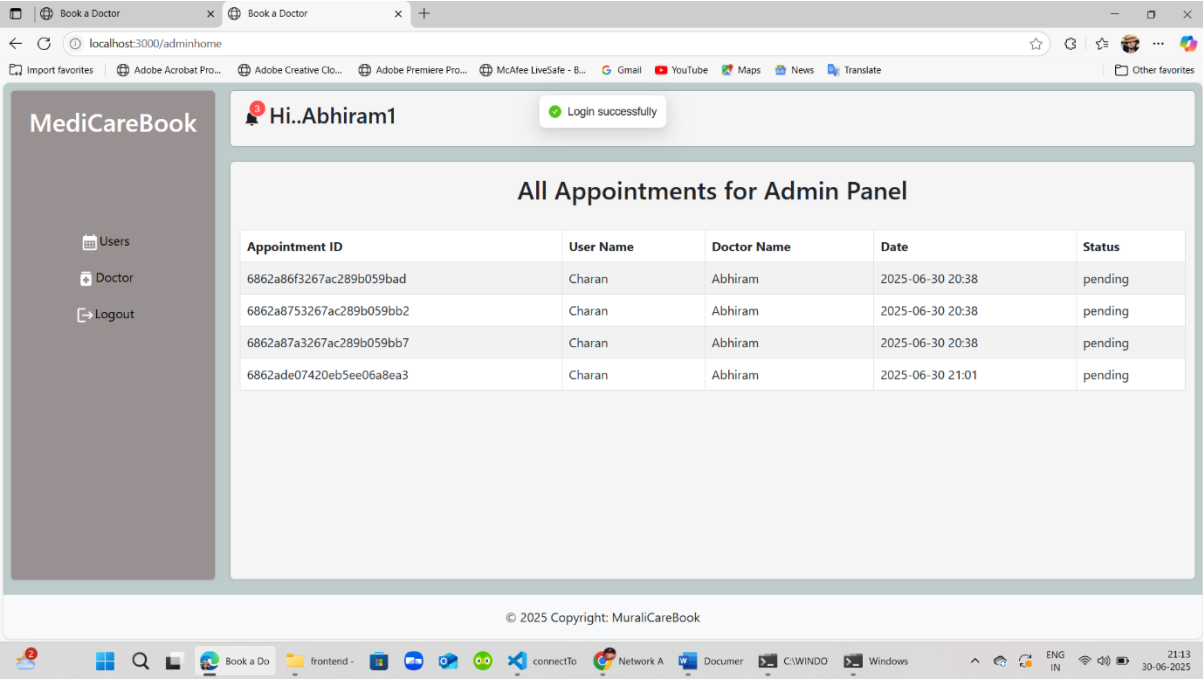 Book a Doctor
Book a Doctor
localhost:3000/adminhome
Import favorites Adobe Acrobat Pro... Adobe Creative Clo... Adobe Premiere Pro... McAfee LiveSafe - B... Gmail YouTube Maps News Translate Other favorites
MediCareBook
3
Hi..Abhiram1
Login successfully
Users
Doctor
Logout
All Appointments for Admin Panel
Appointment ID User Name Doctor Name Date Status
6862a86f3267ac289b059bad Charan Abhiram 2025-06-30 20:38 pending
6862a8753267ac289b059bb2 Charan Abhiram 2025-06-30 20:38 pending
6862a87a3267ac289b059bb7 Charan Abhiram 2025-06-30 20:38 pending
6862ade07420eb5ee06a8ea3 Charan Abhiram 2025-06-30 21:01 pending
© 2025 Copyright: MuraliCareBook
2
Book a Do frontend - connectTo Network A Documer C:\WINDO Windows
ENG
IN
21:13
30-06-2025